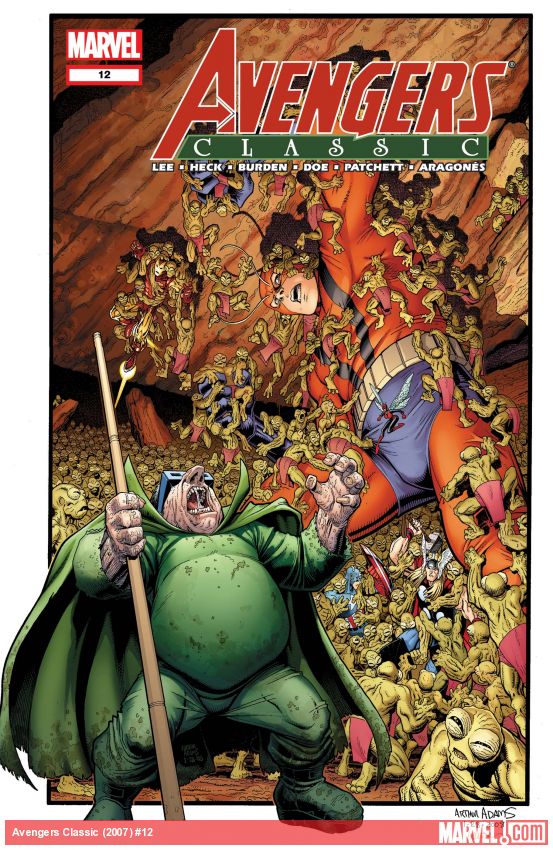 MARVEL
12
AVENGERS
CLASSIC
LEE ▪ HECK ▪ BURDEN ▪ DOE ▪ PATCHETT ▪ ARAGONÉS
ARTHUR ADAMS
Avengers Classic (2007) #12
MARVEL.com